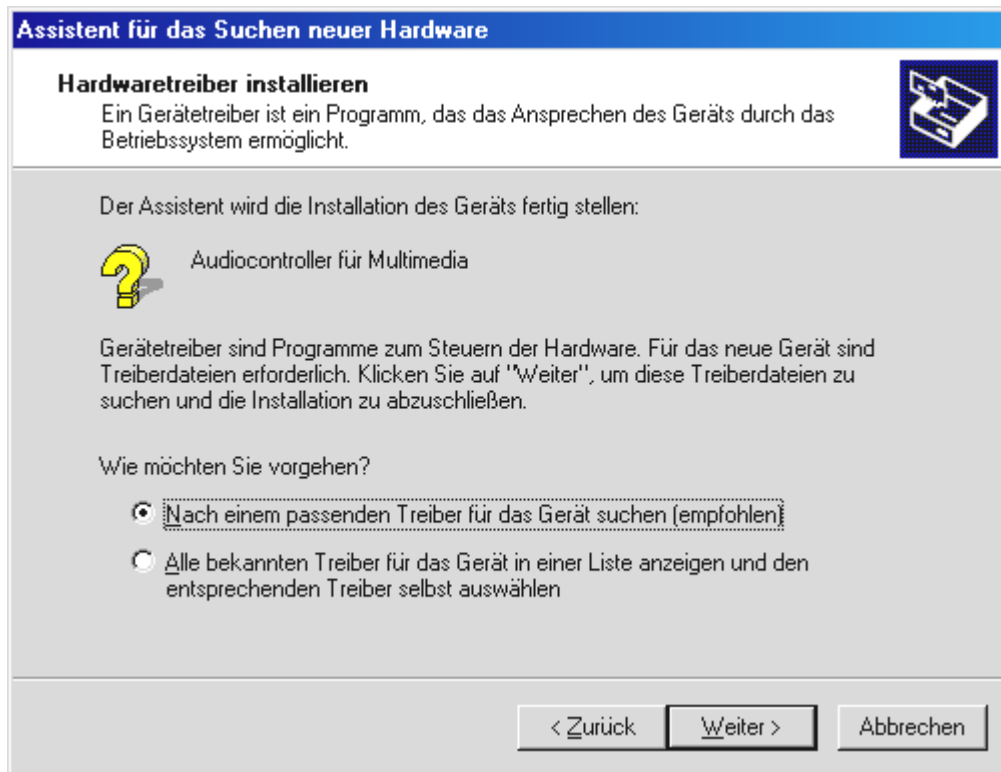 Assistent für das Suchen neuer Hardware
Hardwaretreiber installieren
Ein Gerätetreiber ist ein Programm, das das Ansprechen des Geräts durch das
Betriebssystem ermöglicht.
Der Assistent wird die Installation des Geräts fertig stellen:
Audiocontroller für Multimedia
Gerätetreiber sind Programme zum Steuern der Hardware. Für das neue Gerät sind
Treiberdateien erforderlich. Klicken Sie auf "Weiter", um diese Treiberdateien zu
suchen und die Installation zu abzuschließen.
Wie möchten Sie vorgehen?
Nach einem passenden Treiber für das Gerät suchen (empfohlen)
Alle bekannten Treiber für das Gerät in einer Liste anzeigen und den
entsprechenden Treiber selbst auswählen
< Zurück Weiter > Abbrechen